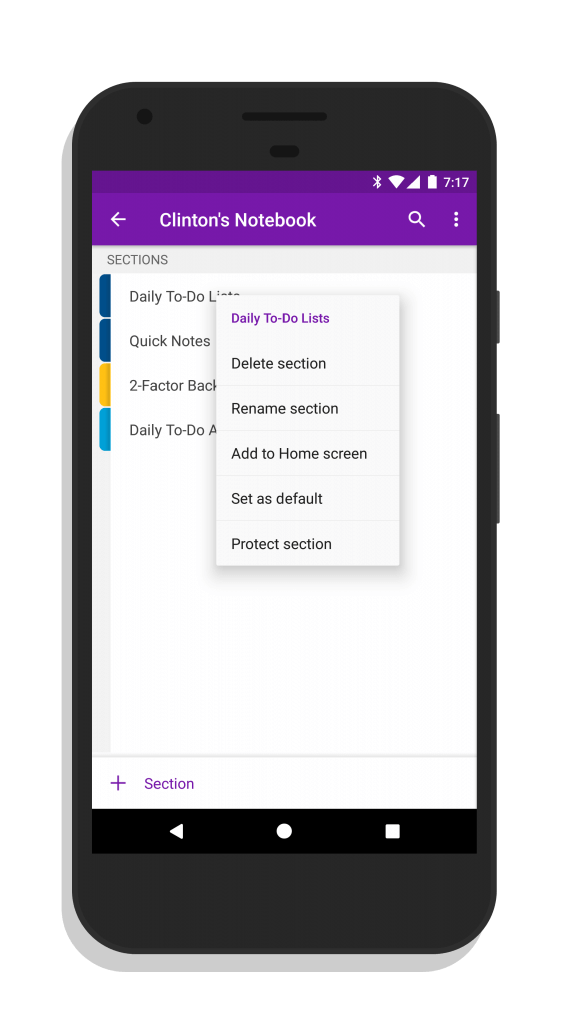 7:17
Clinton's Notebook
SECTIONS
Daily To-Do Lists
Quick Notes
2-Factor
Daily To-Do
Daily To-Do Lists
Delete section
Rename section
Add to Home screen
Set as default
Protect section
Section